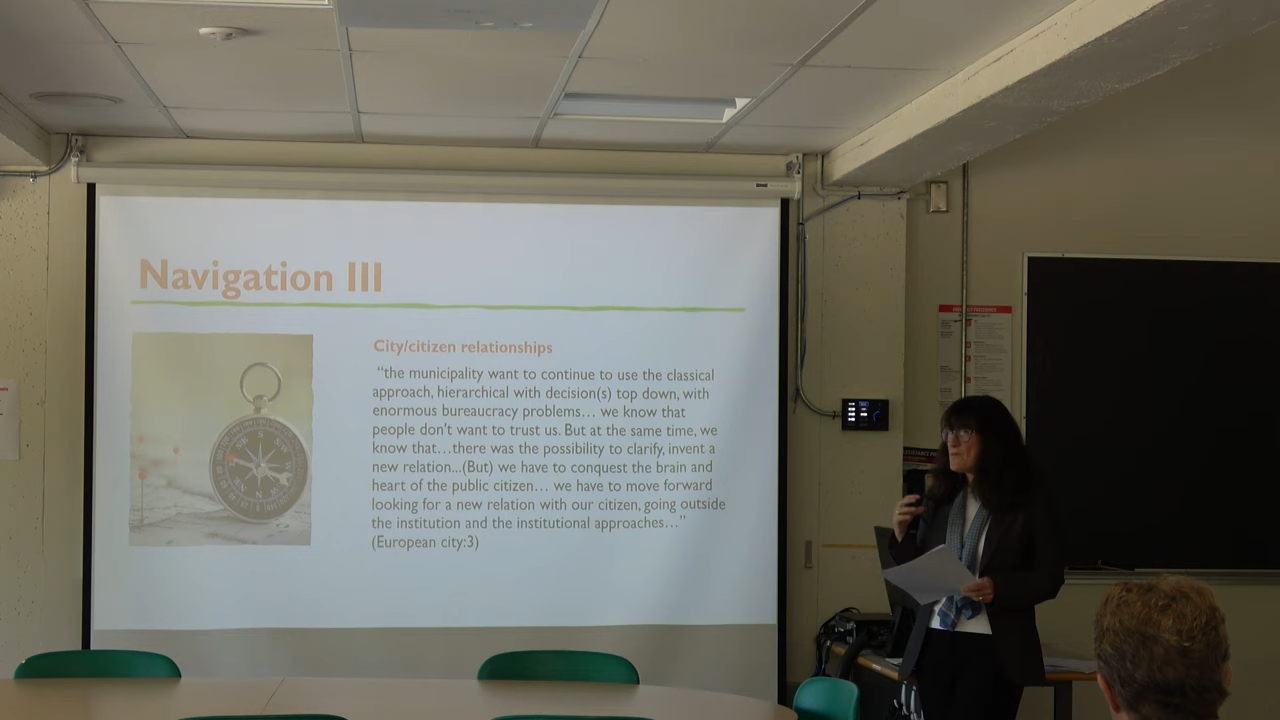 Navigation III
City/citizen relationships
“the municipality want to continue to use the classical
approach, hierarchical with decision(s) top down, with
enormous bureaucracy problems… we know that
people don't want to trust us. But at the same time, we
know that…there was the possibility to clarify, invent a
new relation...(But) we have to conquest the brain and
heart of the public citizen… we have to move forward
looking for a new relation with our citizen, going outside
the institution and the institutional approaches…”
(European city:3)